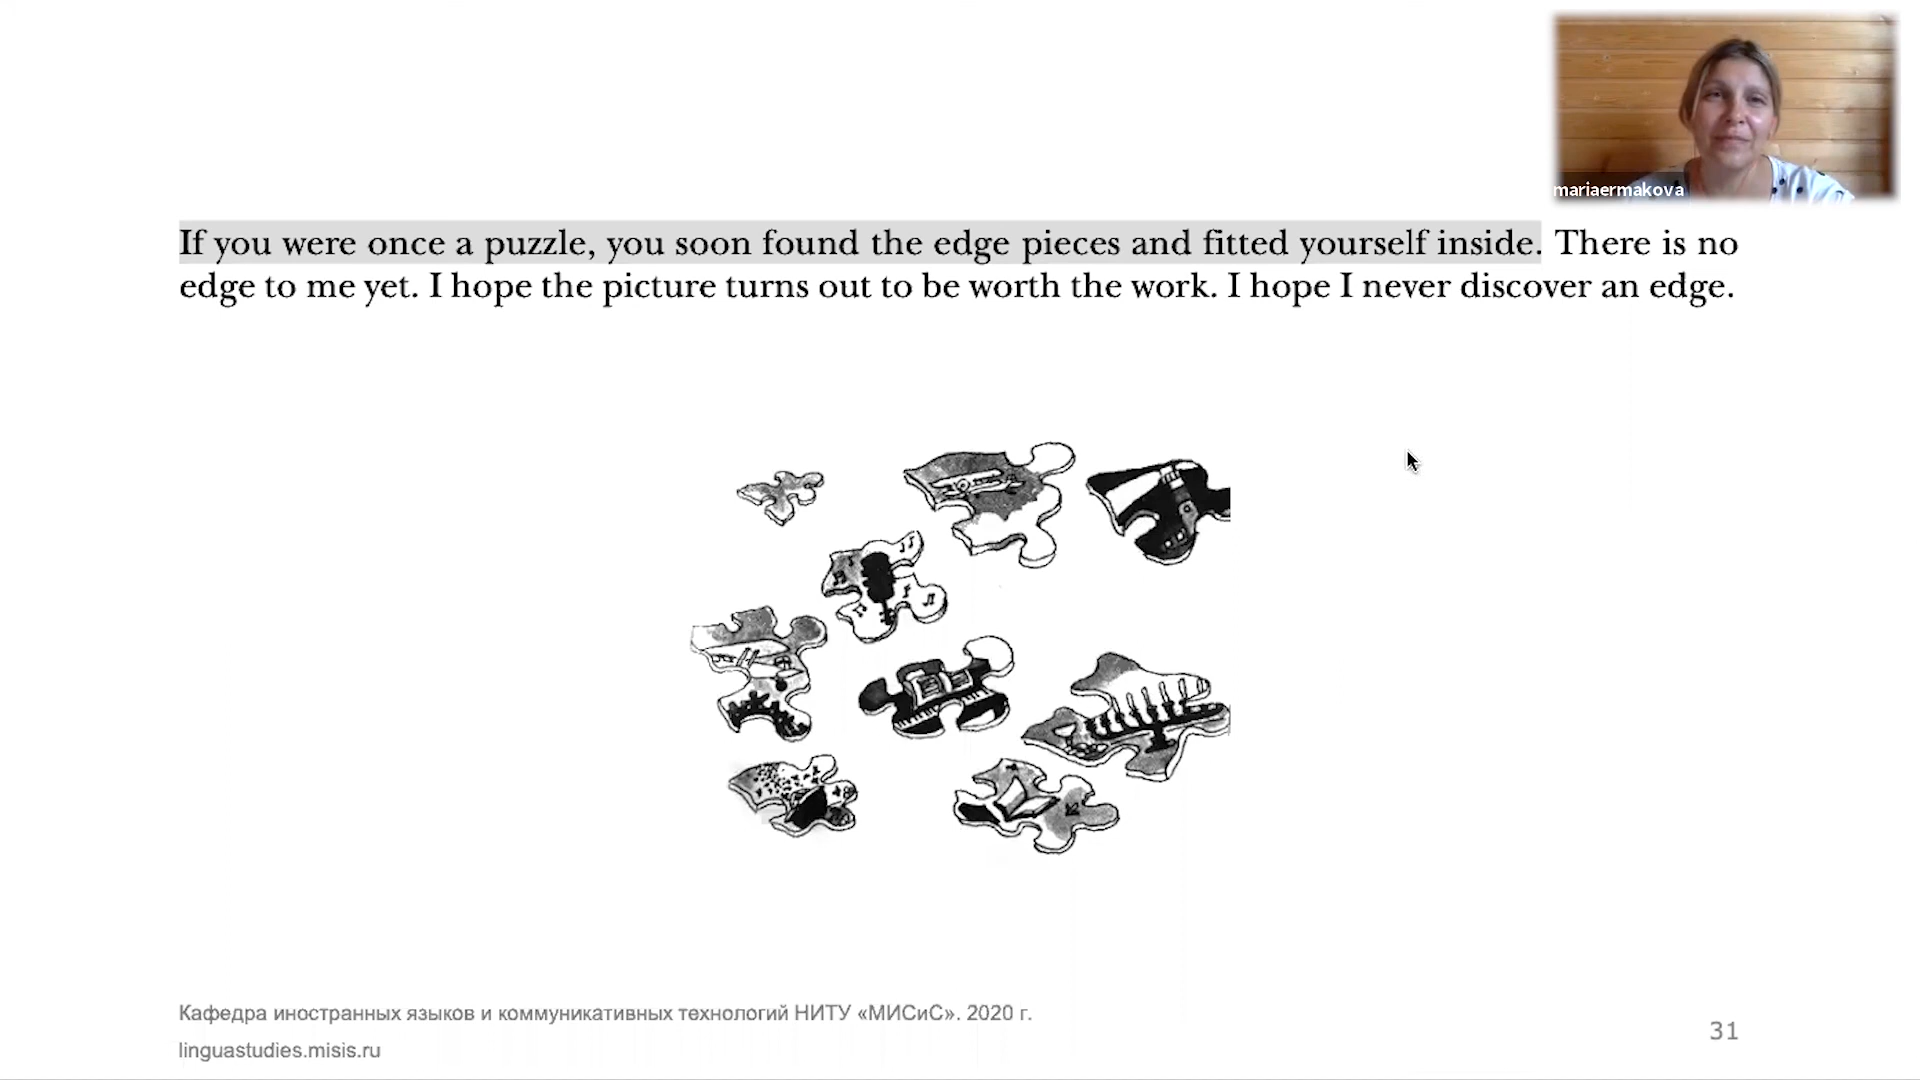 mariaermakova
If you were once a puzzle, you soon found the edge pieces and fitted yourself inside. There is no
edge to me yet. I hope the picture turns out to be worth the work. I hope I never discover an edge.
Кафедра иностранных языков и коммуникативных технологий НИТУ «МИСиС». 2020 г.
linguastudies.misis.ru
31